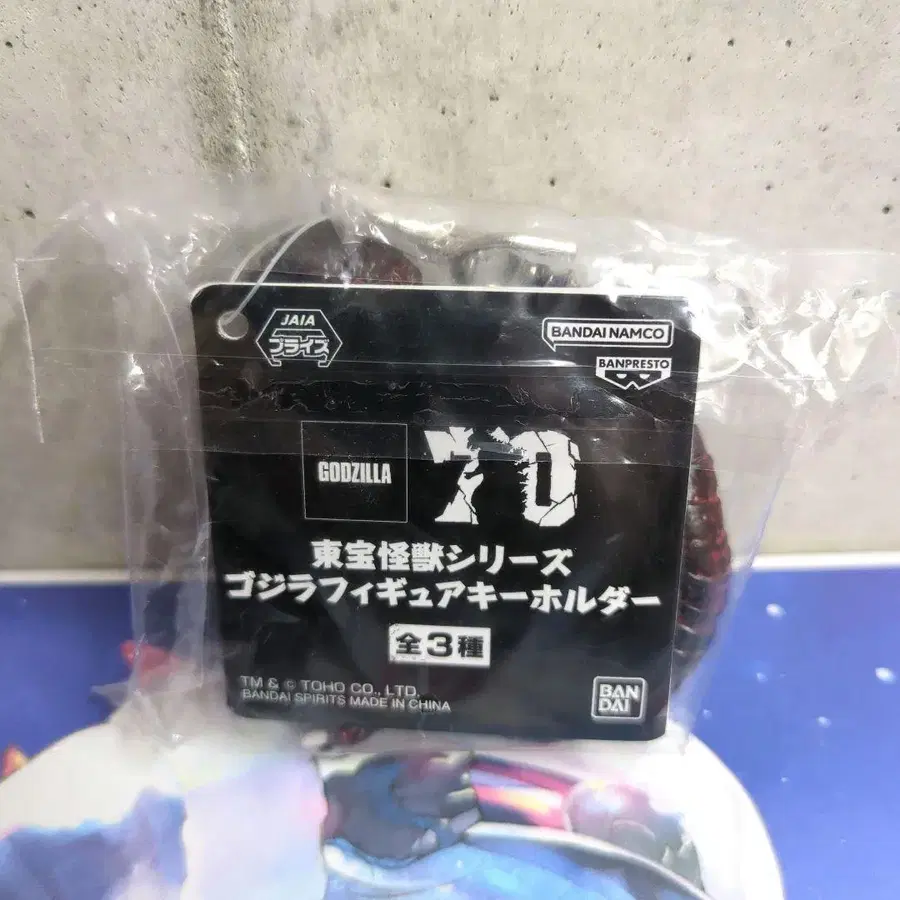 JAIA
プライズ
BANDAI NAMCO
BANPRESTO
GODZILLA
70
東宝怪獣シリーズ
ゴジラフィギュアキーホルダー
全3種
TM & © TOHO CO., LTD.
BANDAI SPIRITS MADE IN CHINA
BAN
DAI